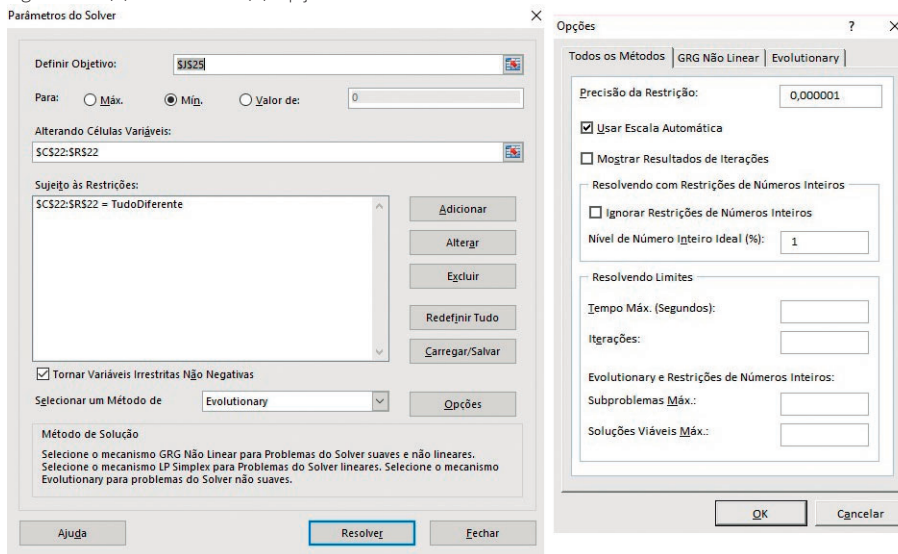 Parâmetros do Solver
Definir Objetivo:
$J$25
Para:
Máx.
Mín.
Valor de:
0
Alterando Células Variáveis:
$C$22:$R$22
Sujeito às Restrições:
$C$22:$R$22 = TudoDiferente
Adicionar
Alterar
Excluir
Redefinir Tudo
Carregar/Salvar
Tornar Variáveis Irrestritas Não Negativas
Selecionar um Método de
Evolutionary
Opções
Método de Solução
Selecione o mecanismo GRG Não Linear para Problemas do Solver suaves e não lineares.
Selecione o mecanismo LP Simplex para Problemas do Solver lineares. Selecione o mecanismo
Evolutionary para problemas do Solver não suaves.
Ajuda
Resolver
Fechar
Opções
?
Todos os Métodos
GRG Não Linear
Evolutionary
Precisão da Restrição:
0,000001
Usar Escala Automática
Mostrar Resultados de Iterações
Resolvendo com Restrições de Números Inteiros
Ignorar Restrições de Números Inteiros
Nível de Número Inteiro Ideal (%):
1
Resolvendo Limites
Tempo Máx. (Segundos):
Iterações:
Evolutionary e Restrições de Números Inteiros:
Subproblemas Máx.:
Soluções Viáveis Máx.:
OK
Cancelar